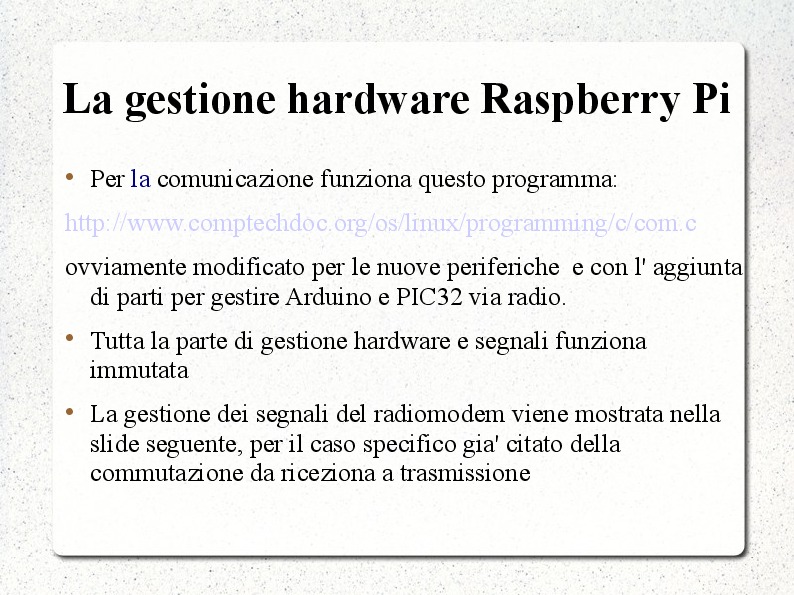 La gestione hardware Raspberry Pi
Per la comunicazione funziona questo programma:
http://www.comptechdoc.org/os/linux/programming/c/com.c
ovviamente modificato per le nuove periferiche  e con l' aggiunta
di parti per gestire Arduino e PIC32 via radio.
Tutta la parte di gestione hardware e segnali funziona
immutata
La gestione dei segnali del radiomodem viene mostrata nella
slide seguente, per il caso specifico gia' citato della
commutazione da riceziona a trasmissione